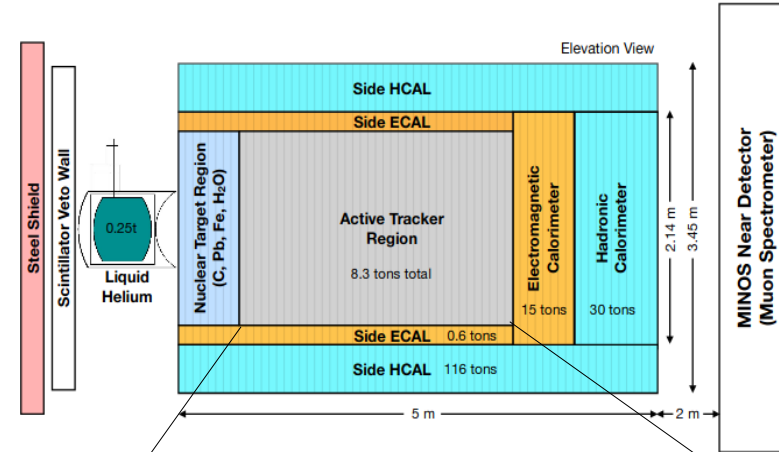 Elevation View
Steel Shield
Scintillator Veto Wall
0.25t
Liquid
Helium
Side HCAL
Side ECAL
Nuclear Target Region
(C, Pb, Fe, H₂O)
Active Tracker
Region
8.3 tons total
Electromagnetic
Calorimeter
15 tons
Hadronic
Calorimeter
30 tons
Side ECAL 0.6 tons
Side HCAL 116 tons
2.14 m
3.45 m
5 m
2 m
MINOS Near Detector
(Muon Spectrometer)